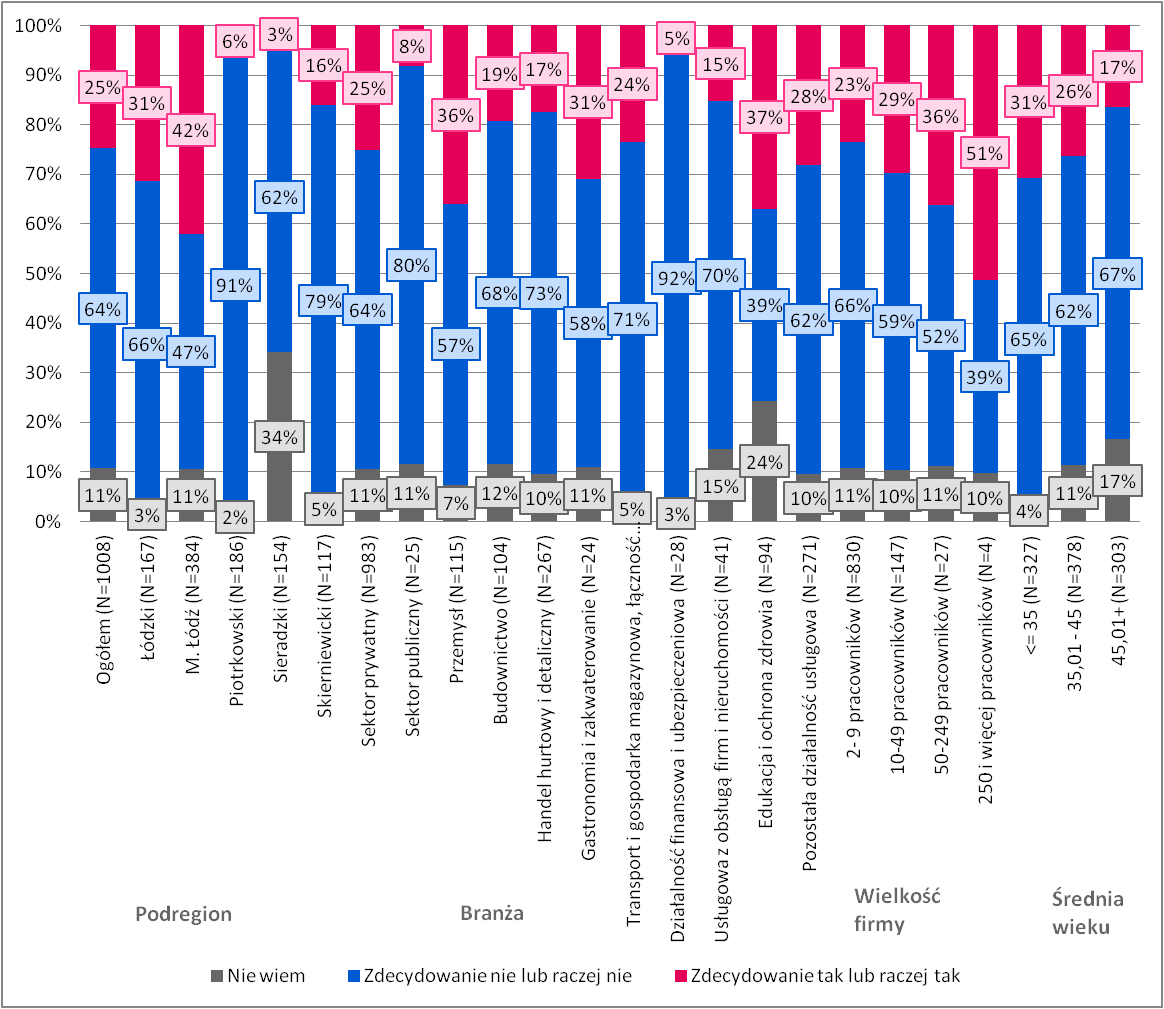 100%
90%
80%
70%
60%
50%
40%
30%
20%
10%
0%
25% 31% 42% 6% 3% 16% 25% 8% 36% 19% 17% 31% 24% 5% 15% 37% 28% 23% 29% 36% 51% 31% 26% 17%
64% 66% 47% 91% 62% 79% 64% 80% 57% 68% 73% 58% 71% 92% 70% 39% 62% 66% 59% 52% 39% 65% 62% 67%
11% 3% 11% 2% 34% 5% 11% 11% 7% 12% 10% 11% 5% 3% 15% 24% 10% 11% 10% 11% 10% 4% 11% 17%
Ogółem (N=1008)
Łódzki (N=167)
M. Łódź (N=384)
Piotrkowski (N=186)
Sieradzki (N=154)
Skierniewicki (N=117)
Sektor prywatny (N=983)
Sektor publiczny (N=25)
Przemysł (N=115)
Budownictwo (N=104)
Handel hurtowy i detaliczny (N=267)
Gastronomia i zakwaterowanie (N=24)
Transport i gospodarka magazynowa, łączność...
Działalność finansowa i ubezpieczeniowa (N=28)
Usługowa z obsługą firm i nieruchomości (N=41)
Edukacja i ochrona zdrowia (N=94)
Pozostała działalność usługowa (N=271)
2- 9 pracowników (N=830)
10-49 pracowników (N=147)
50-249 pracowników (N=27)
250 i więcej pracowników (N=4)
<= 35 (N=327)
35,01 - 45 (N=378)
45,01+ (N=303)
Podregion
Branża
Wielkość
firmy
Średnia
wieku
Nie wiem
Zdecydowanie nie lub raczej nie
Zdecydowanie tak lub raczej tak